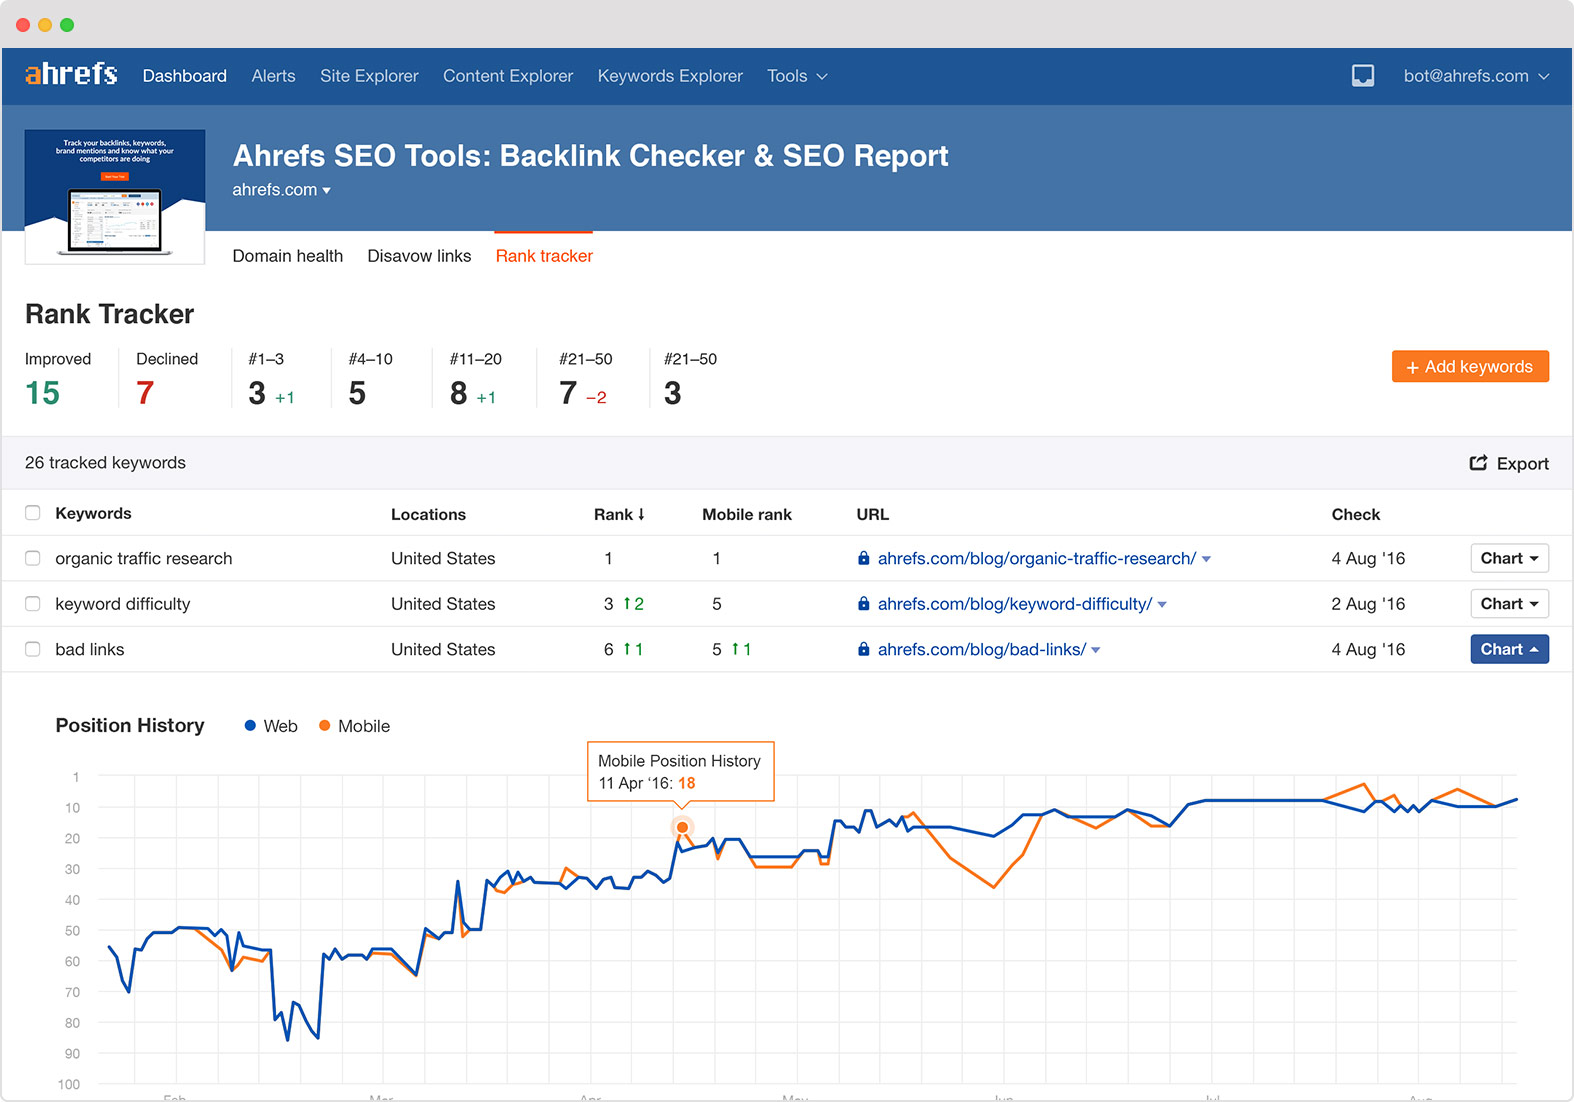 ahrefs Dashboard Alerts Site Explorer Content Explorer Keywords Explorer Tools bot@ahrefs.com
Track your backlinks, keywords,
brand mentions and know what your
competitors are doing
Ahrefs SEO Tools: Backlink Checker & SEO Report
ahrefs.com
Domain health Disavow links Rank tracker
Rank Tracker
Improved Declined #1–3 #4–10 #11–20 #21–50 #21–50
15 7 3 +1 5 8 +1 7 −2 3
+ Add keywords
26 tracked keywords Export
Keywords Locations Rank ↓ Mobile rank URL Check
organic traffic research United States 1 1 ahrefs.com/blog/organic-traffic-research/ 4 Aug '16 Chart
keyword difficulty United States 3 ↑2 5 ahrefs.com/blog/keyword-difficulty/ 2 Aug '16 Chart
bad links United States 6 ↑1 5 ↑1 ahrefs.com/blog/bad-links/ 4 Aug '16 Chart
Position History Web Mobile
Mobile Position History
11 Apr ‘16: 18
1
10
20
30
40
50
60
70
80
90
100
Feb Mar Apr May Jun Jul Aug